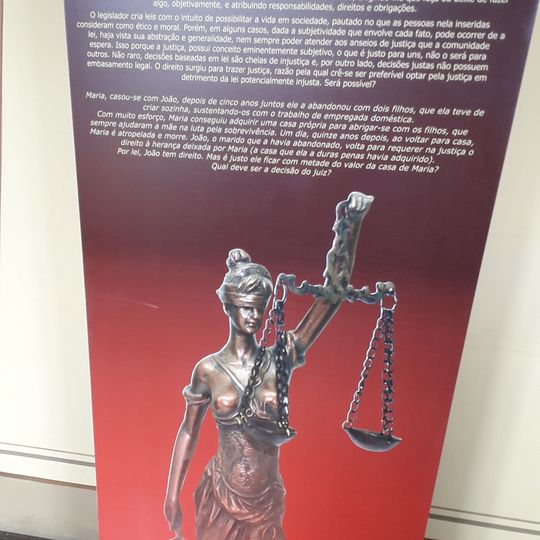 algo, objetivamente, e atribuindo responsabilidades, direitos e obrigações.
O legislador cria leis com o intuito de possibilitar a vida em sociedade, pautado no que as pessoas nela inseridas
consideram como ético e moral. Porém, em alguns casos, dada a subjetividade que envolve cada fato, pode ocorrer de a
lei, haja vista sua abstração e generalidade, nem sempre poder atender aos anseios de justiça que a comunidade
espera. Isso porque a justiça, possui conceito eminentemente subjetivo, o que é justo para uns, não o será para
outros. Não raro, decisões baseadas em lei são cheias de injustiça e, por outro lado, decisões justas não possuem
embasamento legal. O direito surgiu para trazer justiça, razão pela qual crê-se ser preferível optar pela justiça em
detrimento da lei potencialmente injusta. Será possível?
Maria, casou-se com João, depois de cinco anos juntos ele a abandonou com dois filhos, que ela teve de
criar sozinha, sustentando-os com o trabalho de empregada doméstica.
Com muito esforço, Maria conseguiu adquirir uma casa própria para abrigar-se com os filhos, que
sempre ajudaram a mãe na luta pela sobrevivência. Um dia, quinze anos depois, ao voltar para casa,
Maria é atropelada e morre. João, o marido que a havia abandonado, volta para requerer na justiça o
direito à herança deixada por Maria (a casa que ela a duras penas havia adquirido).
Por lei, João tem direito. Mas é justo ele ficar com metade do valor da casa de Maria?
Qual deve ser a decisão do juiz?